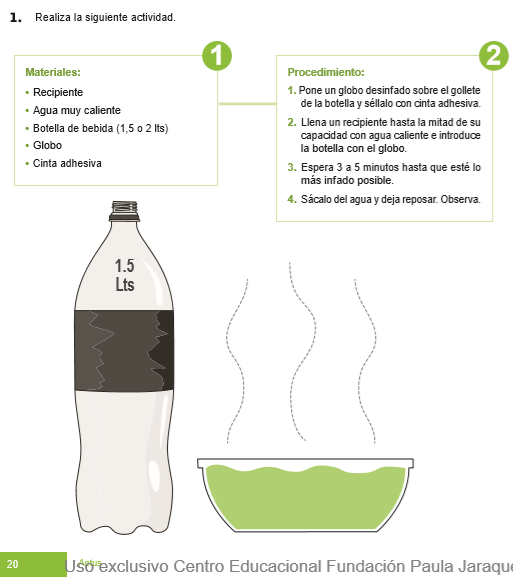 1. Realiza la siguiente actividad.
1
Materiales:
• Recipiente
• Agua muy caliente
• Botella de bebida (1,5 o 2 lts)
• Globo
• Cinta adhesiva
2
Procedimiento:
1. Pone un globo desinfado sobre el gollete
de la botella y séllalo con cinta adhesiva.
2. Llena un recipiente hasta la mitad de su
capacidad con agua caliente e introduce
la botella con el globo.
3. Espera 3 a 5 minutos hasta que esté lo
más infado posible.
4. Sácalo del agua y deja reposar. Observa.
1.5
Lts
20
Aptus
Uso exclusivo Centro Educacional Fundación Paula Jaraque